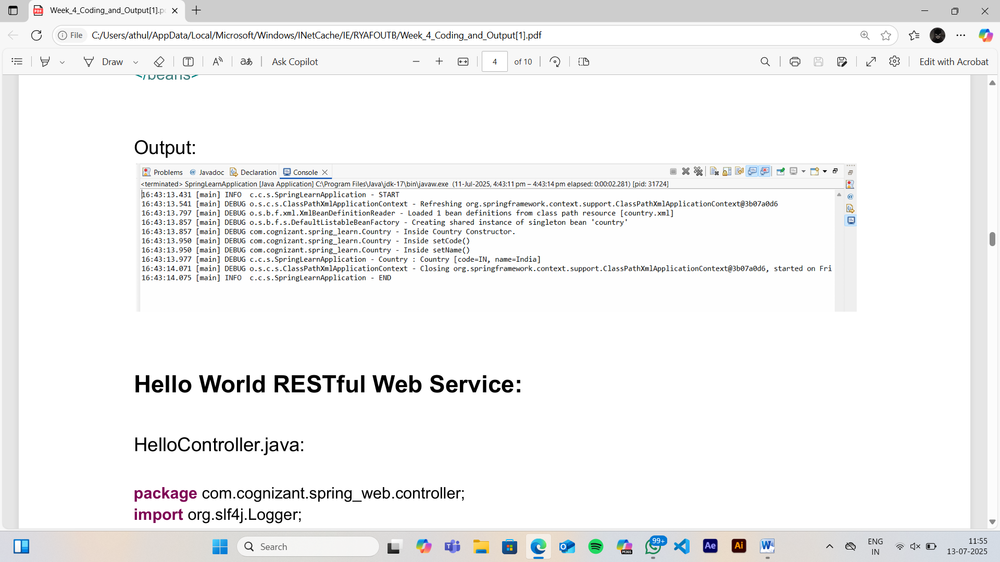 Week_4_Coding_and_Output[1].p
File
C:/Users/athul/AppData/Local/Microsoft/Windows/INetCache/IE/RYAFOUTB/Week_4_Coding_and_Output[1].pdf
Draw
Ask Copilot
4
of 10
Edit with Acrobat
</beans>
Output:
Problems
@ Javadoc
Declaration
Console
<terminated> SpringLearnApplication [Java Application] C:\Program Files\Java\jdk-17\bin\javaw.exe (11-Jul-2025, 4:43:11 pm – 4:43:14 pm elapsed: 0:00:02.281) [pid: 31724]
16:43:13.431 [main] INFO  c.c.s.SpringLearnApplication - START
16:43:13.541 [main] DEBUG o.s.c.s.ClassPathXmlApplicationContext - Refreshing org.springframework.context.support.ClassPathXmlApplicationContext@3b07a0d6
16:43:13.797 [main] DEBUG o.s.b.f.xml.XmlBeanDefinitionReader - Loaded 1 bean definitions from class path resource [country.xml]
16:43:13.857 [main] DEBUG o.s.b.f.s.DefaultListableBeanFactory - Creating shared instance of singleton bean 'country'
16:43:13.857 [main] DEBUG com.cognizant.spring_learn.Country - Inside Country Constructor.
16:43:13.950 [main] DEBUG com.cognizant.spring_learn.Country - Inside setCode()
16:43:13.950 [main] DEBUG com.cognizant.spring_learn.Country - Inside setName()
16:43:13.977 [main] DEBUG c.c.s.SpringLearnApplication - Country : Country [code=IN, name=India]
16:43:14.071 [main] DEBUG o.s.c.s.ClassPathXmlApplicationContext - Closing org.springframework.context.support.ClassPathXmlApplicationContext@3b07a0d6, started on Fri
16:43:14.075 [main] INFO  c.c.s.SpringLearnApplication - END
Hello World RESTful Web Service:
HelloController.java:
package com.cognizant.spring_web.controller;
import org.slf4j.Logger;
Search
99+
Ae
Ai
ENG
IN
11:55
13-07-2025